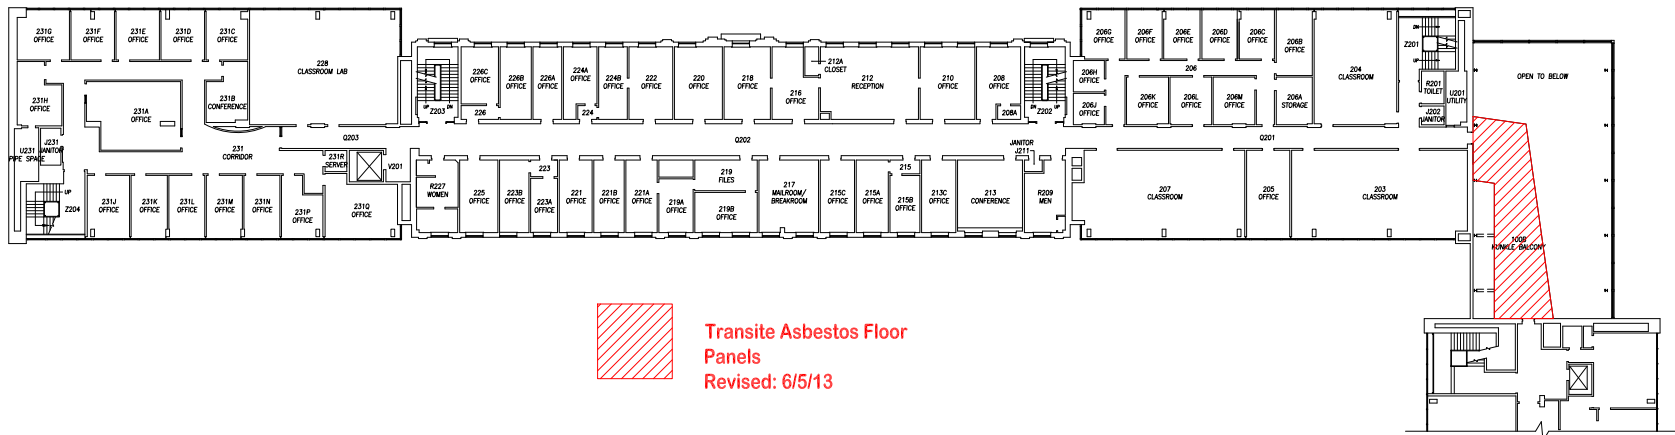 231G
OFFICE
231F
OFFICE
231E
OFFICE
231D
OFFICE
231C
OFFICE
228
CLASSROOM LAB
231H
OFFICE
231A
OFFICE
231B
CONFERENCE
U231
PIPE SPACE
J231
JANITOR
231
CORRIDOR
Q203
231R
SERVER
V201
UP
Z204
231J
OFFICE
231K
OFFICE
231L
OFFICE
231M
OFFICE
231N
OFFICE
231P
OFFICE
231Q
OFFICE
UP
DN
Z203
226C
OFFICE
226
226B
OFFICE
226A
OFFICE
224A
OFFICE
224
224B
OFFICE
222
OFFICE
220
OFFICE
218
OFFICE
216
OFFICE
212A
CLOSET
212
RECEPTION
210
OFFICE
208
OFFICE
208A
UP
DN
Z202
Q202
JANITOR
J211
R227
WOMEN
225
OFFICE
223B
OFFICE
223
223A
OFFICE
221
OFFICE
221B
OFFICE
221A
OFFICE
219A
OFFICE
219
FILES
219B
OFFICE
217
MAILROOM/
BREAKROOM
215C
OFFICE
215A
OFFICE
215
215B
OFFICE
213C
OFFICE
213
CONFERENCE
R209
MEN
206G
OFFICE
206F
OFFICE
206E
OFFICE
206D
OFFICE
206C
OFFICE
206B
OFFICE
206
206H
OFFICE
206J
OFFICE
206K
OFFICE
206L
OFFICE
206M
OFFICE
206A
STORAGE
204
CLASSROOM
DN
Z201
UP
R201
TOILET
U201
UTILITY
J202
JANITOR
Q201
207
CLASSROOM
205
OFFICE
203
CLASSROOM
OPEN TO BELOW
100B
KUNKLE BALCONY
Transite Asbestos Floor
Panels
Revised: 6/5/13